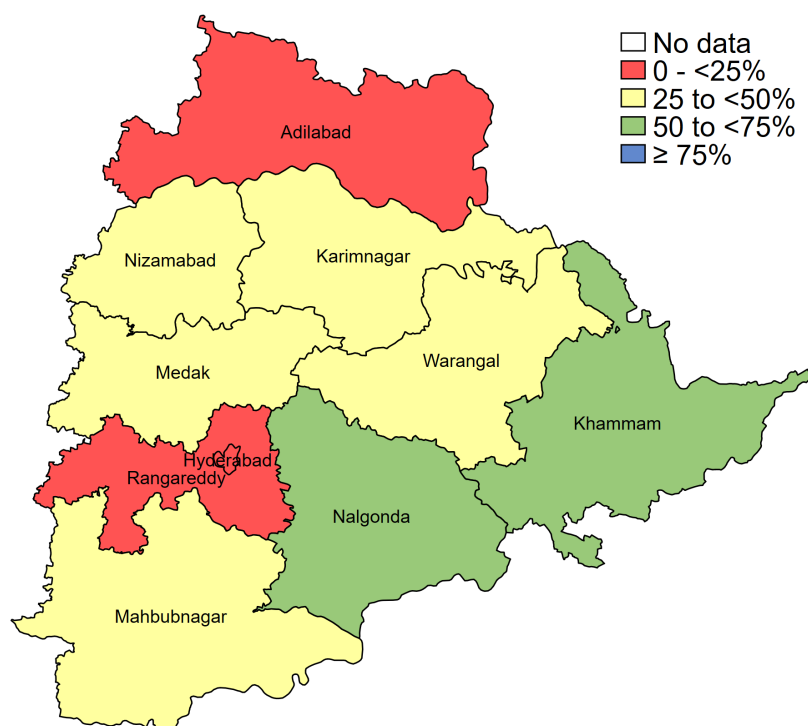 No data
0 - <25%
25 to <50%
50 to <75%
≥ 75%
Adilabad
Nizamabad
Karimnagar
Medak
Warangal
Khammam
Hyderabad
Rangareddy
Nalgonda
Mahbubnagar